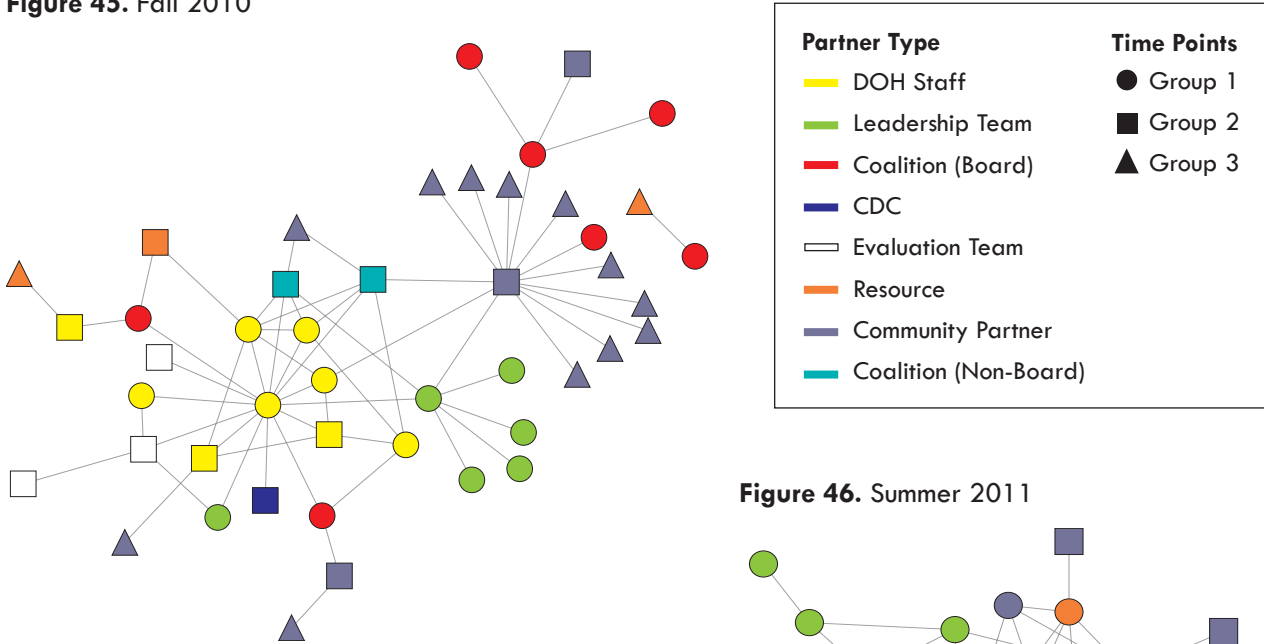 Figure 45. Fall 2010
Partner Type
DOH Staff
Leadership Team
Coalition (Board)
CDC
Evaluation Team
Resource
Community Partner
Coalition (Non-Board)
Time Points
Group 1
Group 2
Group 3
Figure 46. Summer 2011